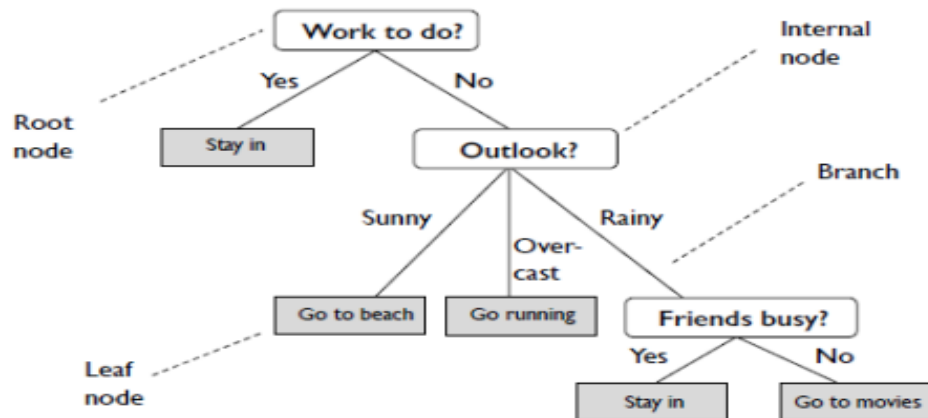 Work to do?
Internal
node
Yes
No
Root
node
Stay in
Outlook?
Branch
Sunny
Rainy
Over-
cast
Go to beach
Go running
Friends busy?
Leaf
node
Yes
No
Stay in
Go to movies